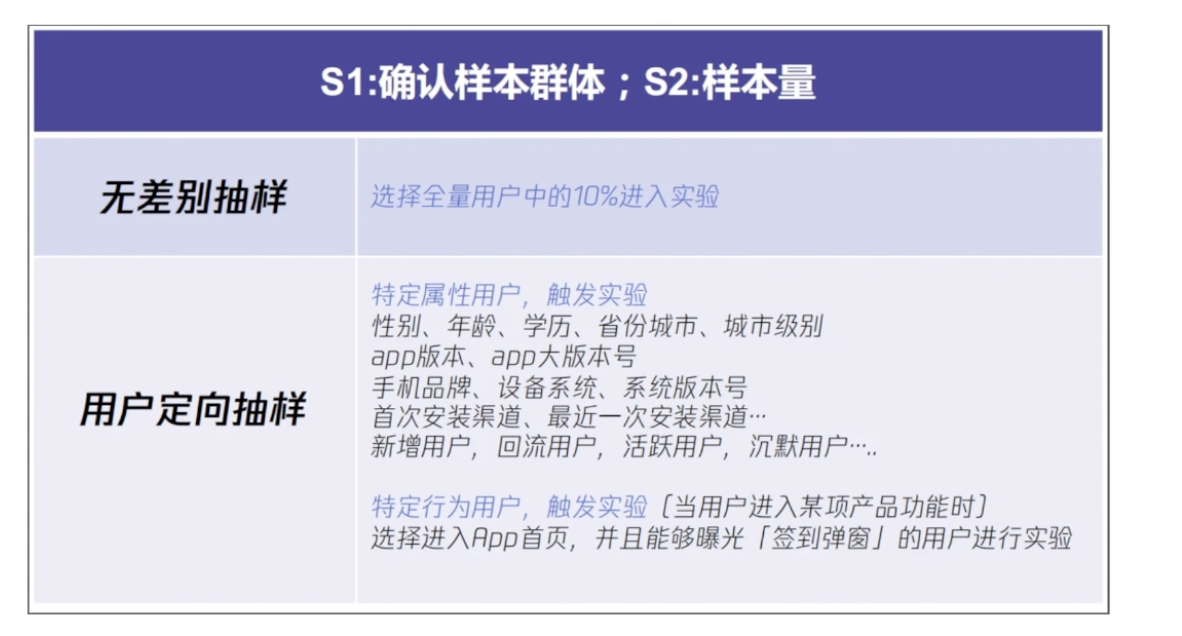 S1:确认样本群体；S2:样本量
无差别抽样
选择全量用户中的10%进入实验
用户定向抽样
特定属性用户，触发实验
性别、年龄、学历、省份城市、城市级别
app版本、app大版本号
手机品牌、设备系统、系统版本号
首次安装渠道、最近一次安装渠道…
新增用户，回流用户，活跃用户，沉默用户…..
特定行为用户，触发实验〔当用户进入某项产品功能时〕
选择进入App首页，并且能够曝光「签到弹窗」的用户进行实验